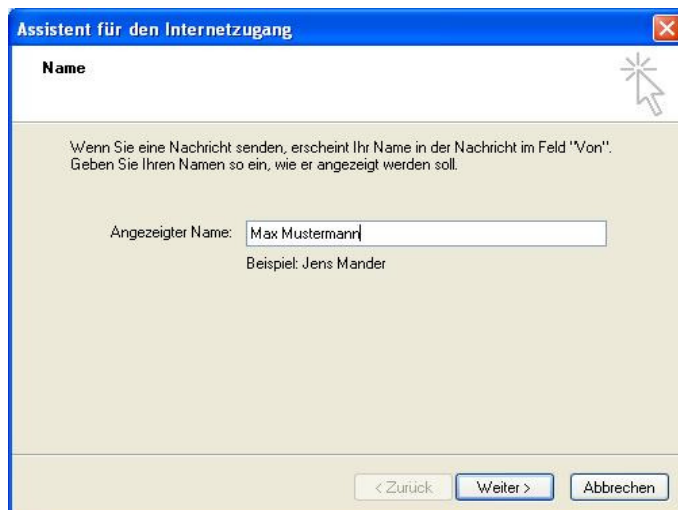 Assistent für den Internetzugang
Name
Wenn Sie eine Nachricht senden, erscheint Ihr Name in der Nachricht im Feld "Von".
Geben Sie Ihren Namen so ein, wie er angezeigt werden soll.
Angezeigter Name: Max Mustermann
Beispiel: Jens Mander
< Zurück Weiter > Abbrechen